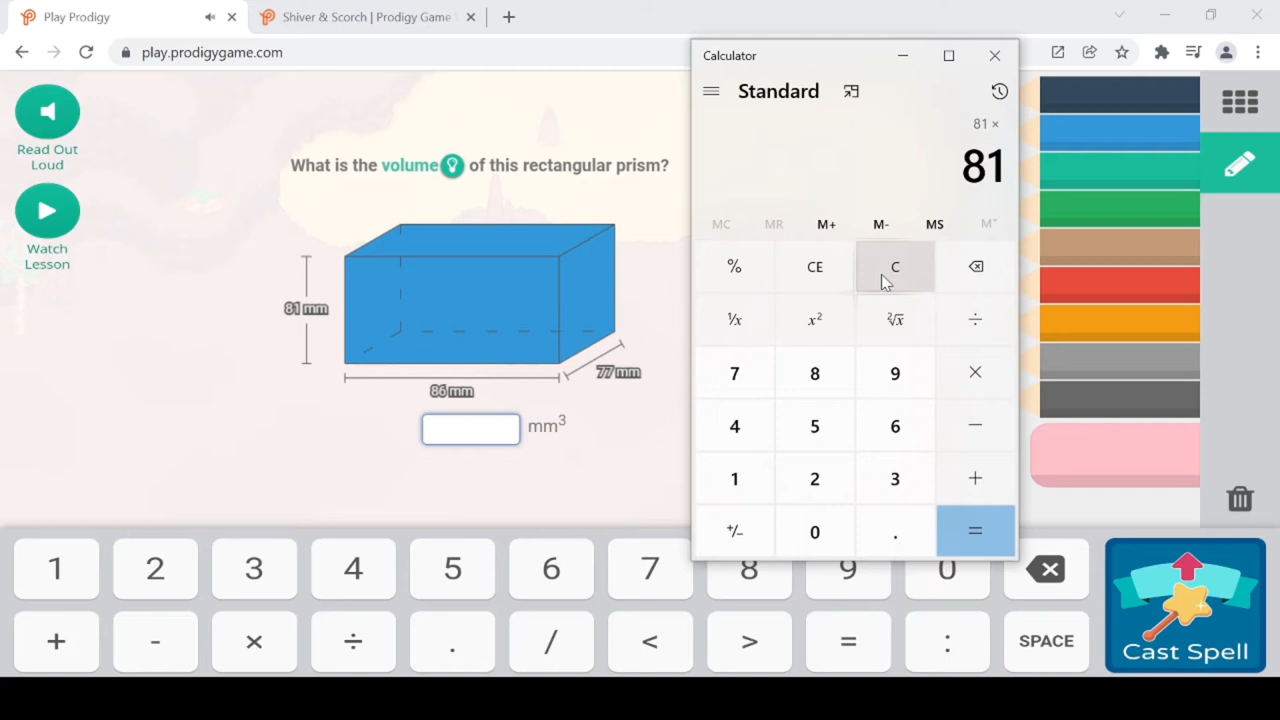 Play Prodigy
Shiver & Scorch | Prodigy Game
play.prodigygame.com
Read Out
Loud
Watch
Lesson
What is the volume of this rectangular prism?
81 mm
86 mm
77 mm
mm³
Calculator
Standard
81 ×
81
MC MR M+ M- MS M˅
% CE C
¹/x x² ²√x ÷
7 8 9 ×
4 5 6 −
1 2 3 +
+/− 0 . =
1 2 3 4 5 6 7 8 9 0
+ - × ÷ . / < > = : SPACE
Cast Spell